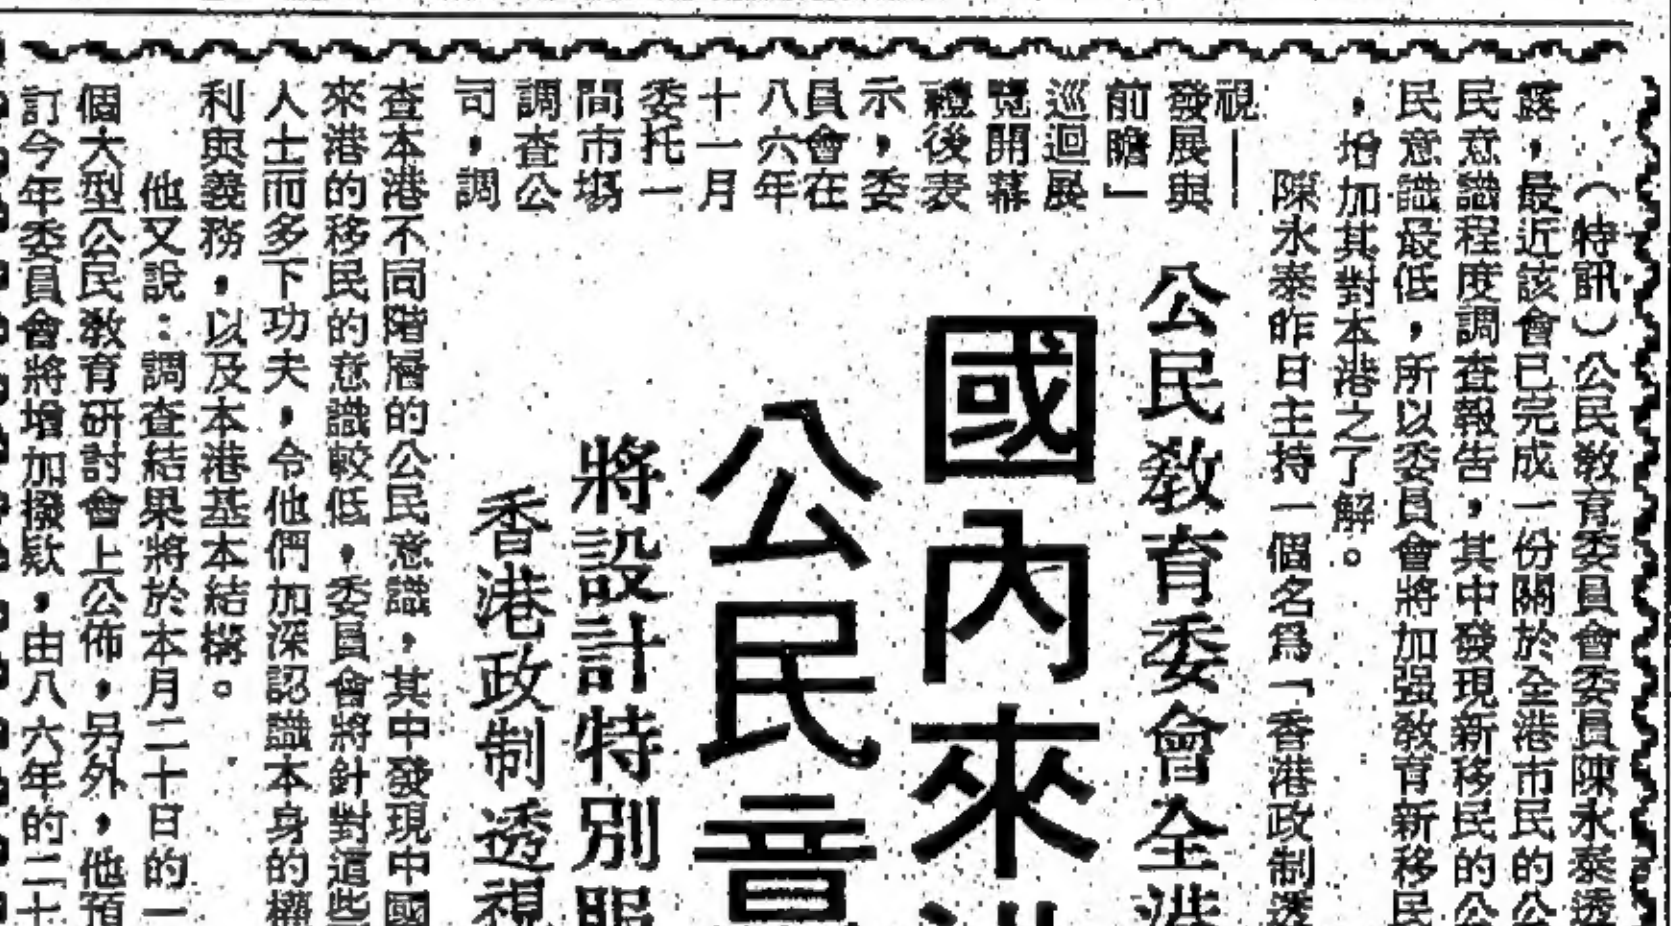 公民教育委會全港
國內來港
公民意
將設計特別服
香港政制透視
（特訊）公民教育委員會委員陳永泰透
露，最近該會已完成一份關於全港市民的公
民意識程度調查報告，其中發現新移民的公
民意識最低，所以委員會將加强教育新移民
，增加其對本港之了解。
陳永泰昨日主持一個名爲「香港政制透
視——
發展與
前瞻」
巡迴展
覽開幕
禮後表
示，委
員會在
八六年
十一月
委托一
間市塲
調查公
司，調
查本港不同階層的公民意識，其中發現中國
來港的移民的意識較低，委員會將針對這些
人士而多下功夫，令他們加深認識本身的權
利與義務，以及本港基本結構。
他又說：調查結果將於本月二十日的一
個大型公民教育研討會上公佈，另外，他預
訂今年委員會將增加撥欵，由八六年的二十